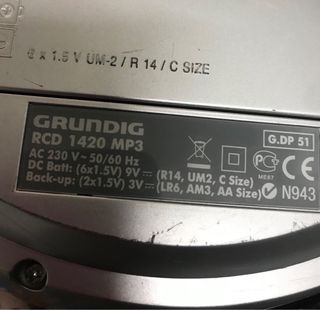 6 x 1.5 V UM-2 / R 14 / C SIZE
GRUNDIG
RCD 1420 MP3
AC 230 V~ 50/60 Hz
DC Batt: (6x1.5V) 9V⎓(R14, UM2, C Size)
Back-up: (2x1.5V) 3V⎓(LR6, AM3, AA Size)
G.DP 51
ME67
CE
N943